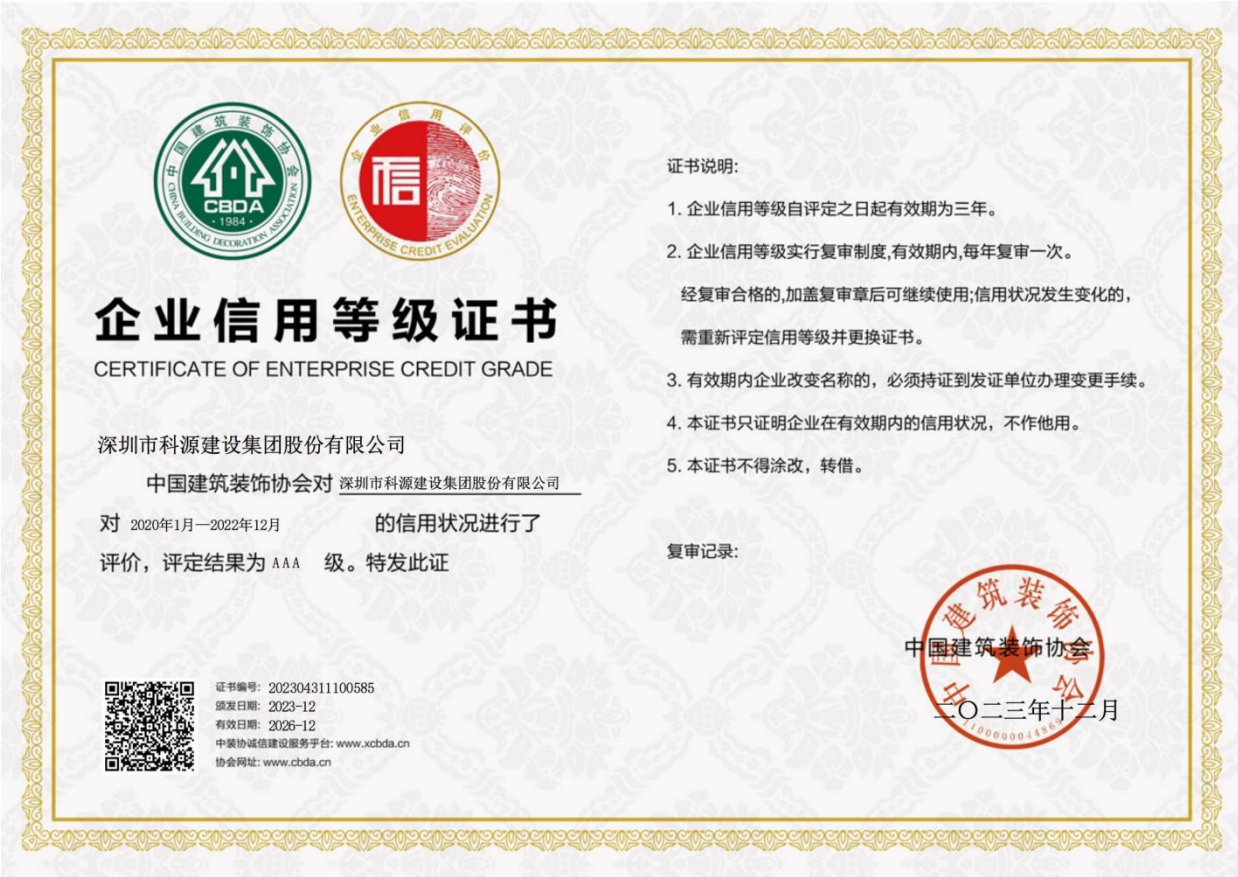 中国建筑装饰协会
CBDA
·1984·
CHINA BUILDING DECORATION ASSOCIATION
企业信用评价
信
ENTERPRISE CREDIT EVALUATION
企业信用等级证书
CERTIFICATE OF ENTERPRISE CREDIT GRADE
深圳市科源建设集团股份有限公司
中国建筑装饰协会对 深圳市科源建设集团股份有限公司
对 2020年1月—2022年12月 的信用状况进行了
评价，评定结果为 AAA 级。特发此证
证书编号: 202304311100585
颁发日期: 2023-12
有效日期: 2026-12
中装协诚信建设服务平台: www.xcbda.cn
协会网址: www.cbda.cn
证书说明:
1. 企业信用等级自评定之日起有效期为三年。
2. 企业信用等级实行复审制度,有效期内,每年复审一次。
经复审合格的,加盖复审章后可继续使用;信用状况发生变化的,
需重新评定信用等级并更换证书。
3. 有效期内企业改变名称的，必须持证到发证单位办理变更手续。
4. 本证书只证明企业在有效期内的信用状况，不作他用。
5. 本证书不得涂改，转借。
复审记录:
中国建筑装饰协会
中国建筑装饰协会
二〇二三年十二月